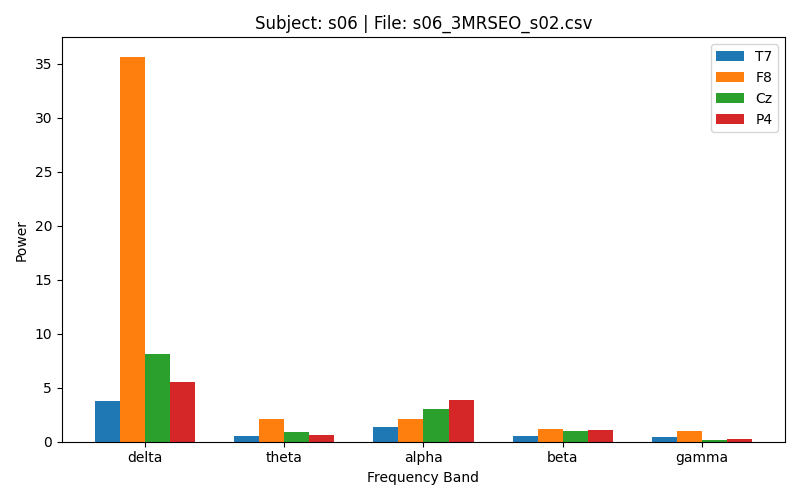 Subject: s06 | File: s06_3MRSEO_s02.csv
T7
F8
Cz
P4
35
30
25
20
15
10
5
0
Power
delta theta alpha beta gamma
Frequency Band